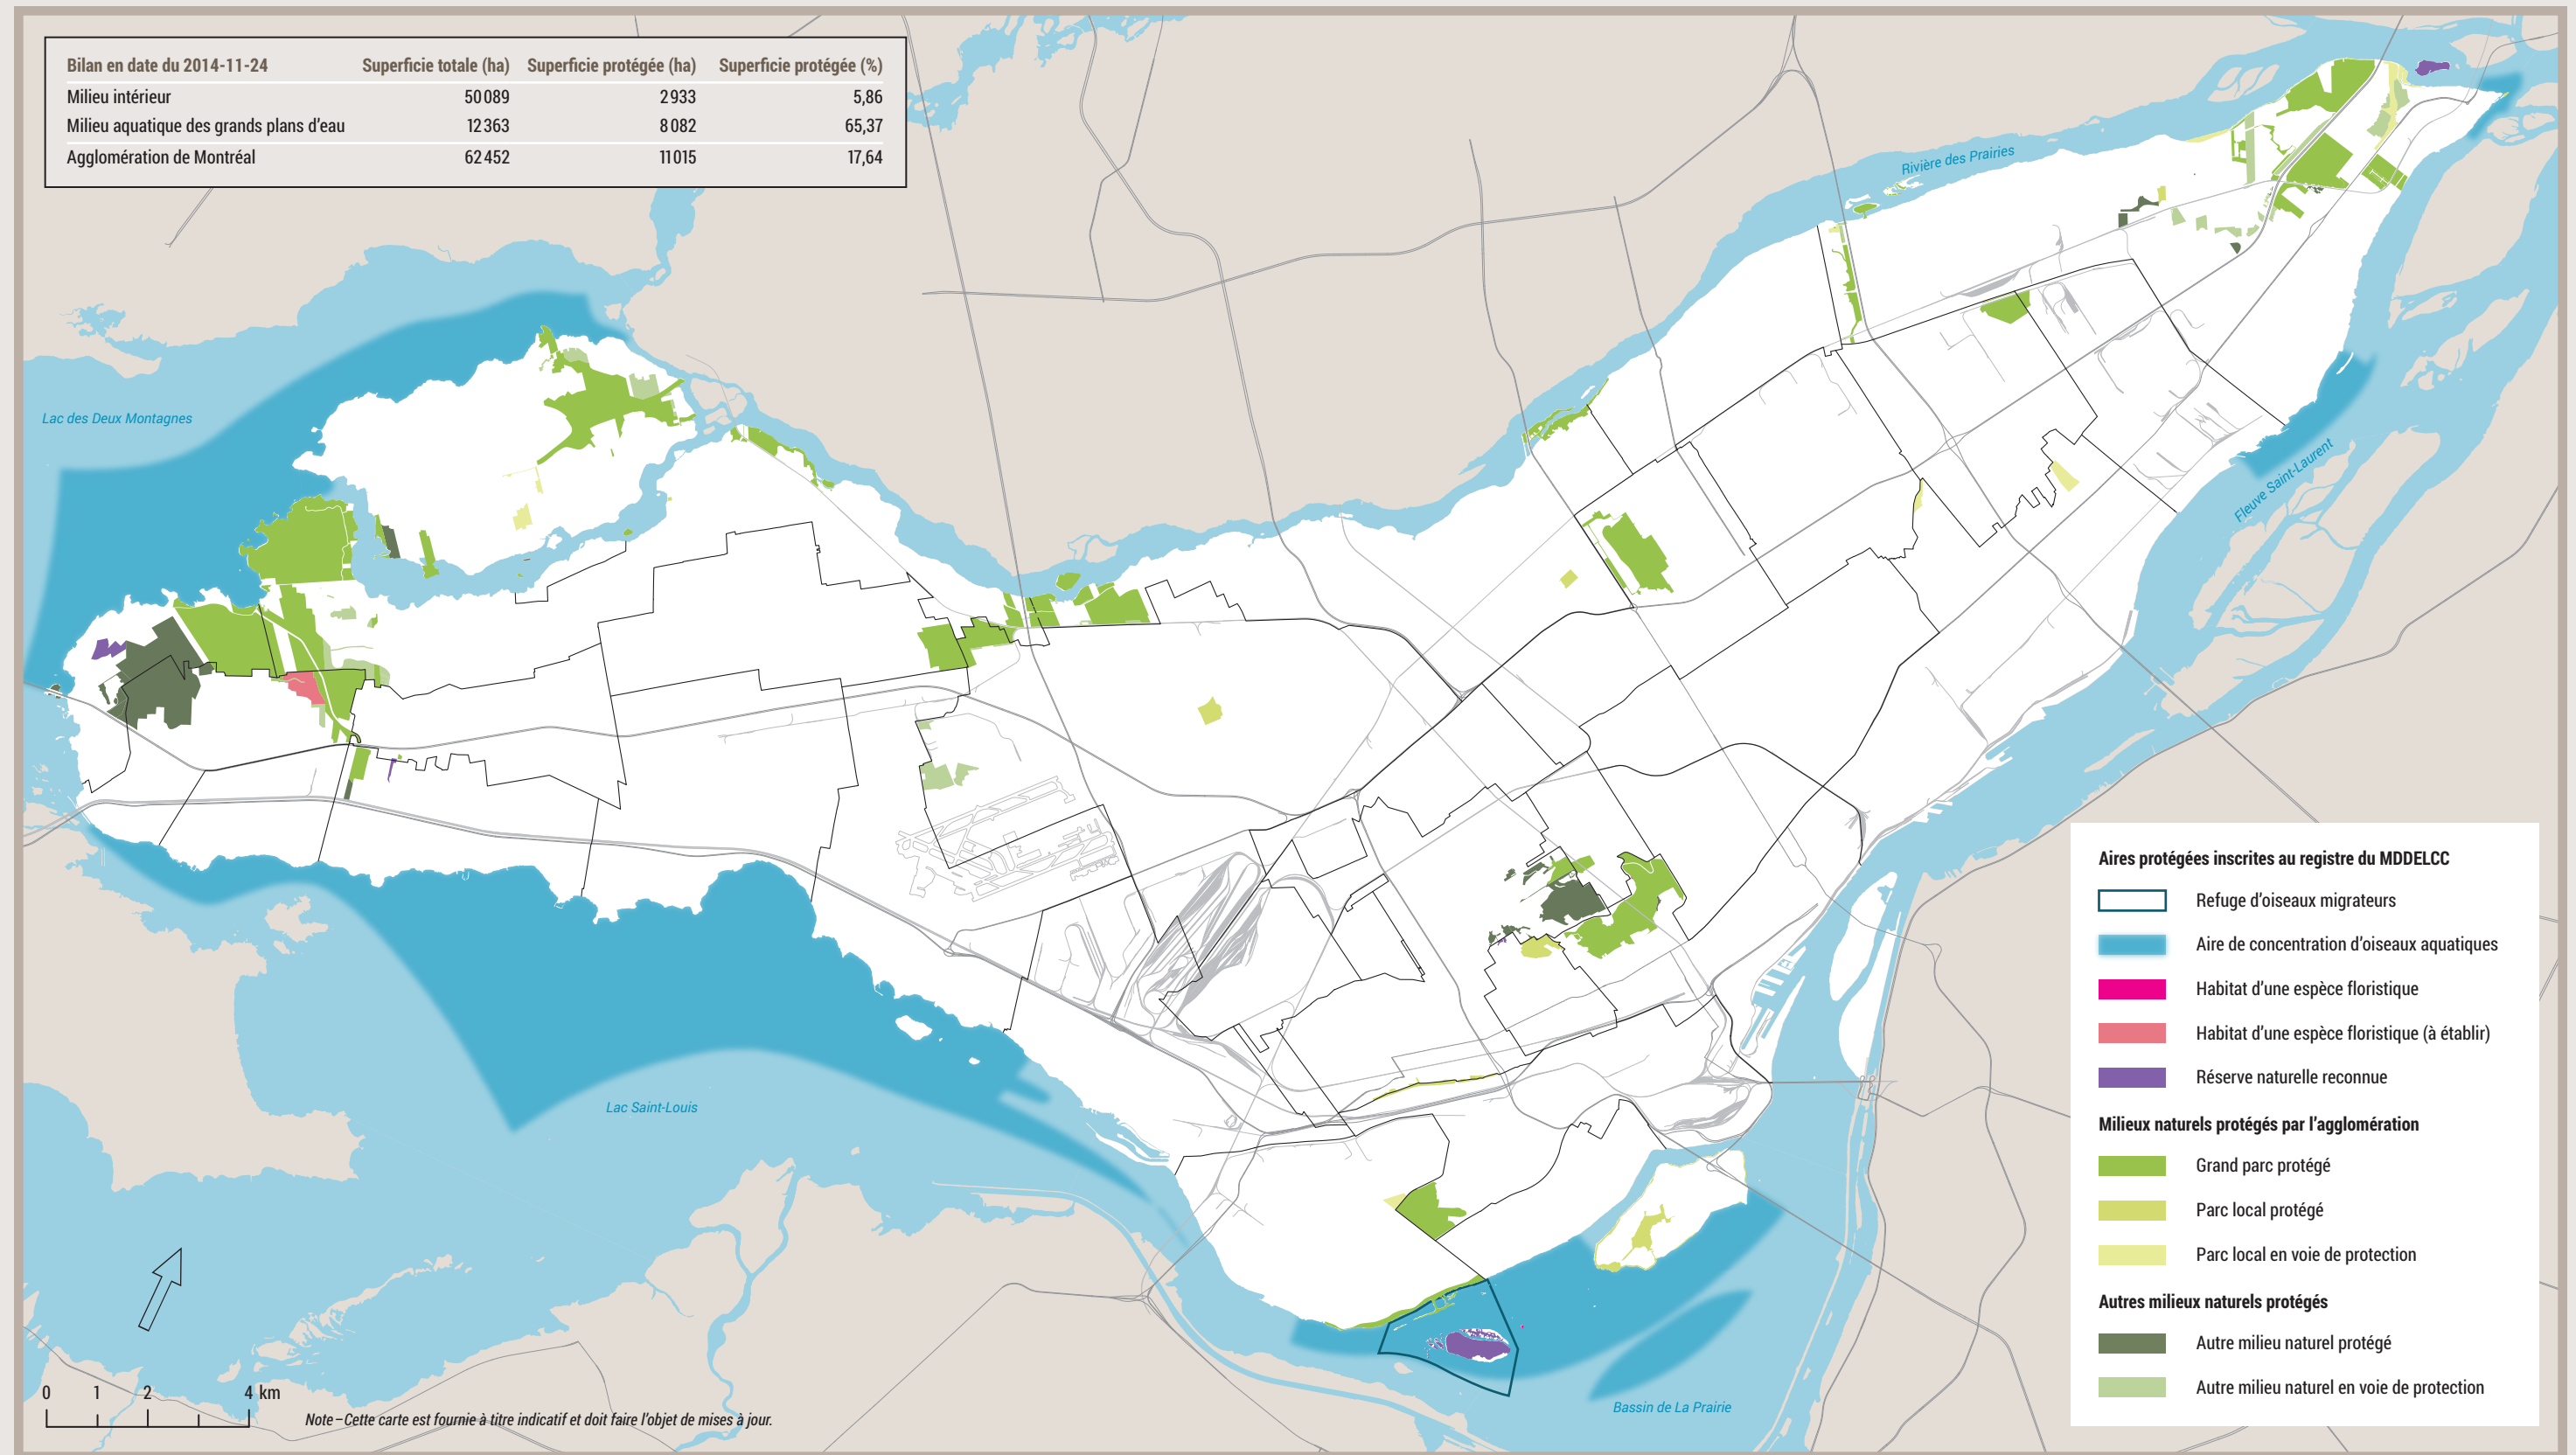 Bilan en date du 2014-11-24 Superficie totale (ha) Superficie protégée (ha) Superficie protégée (%)
Milieu intérieur 50 089 2 933 5,86
Milieu aquatique des grands plans d'eau 12 363 8 082 65,37
Agglomération de Montréal 62 452 11 015 17,64
Rivière des Prairies
Lac des Deux Montagnes
Fleuve Saint-Laurent
Lac Saint-Louis
Bassin de La Prairie
Aires protégées inscrites au registre du MDDELCC
Refuge d'oiseaux migrateurs
Aire de concentration d'oiseaux aquatiques
Habitat d'une espèce floristique
Habitat d'une espèce floristique (à établir)
Réserve naturelle reconnue
Milieux naturels protégés par l'agglomération
Grand parc protégé
Parc local protégé
Parc local en voie de protection
Autres milieux naturels protégés
Autre milieu naturel protégé
Autre milieu naturel en voie de protection
0 1 2 4 km
Note – Cette carte est fournie à titre indicatif et doit faire l'objet de mises à jour.